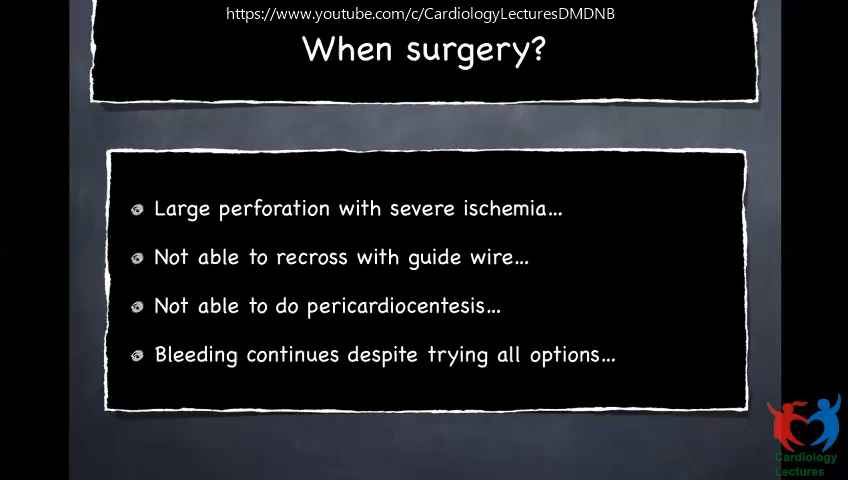 https://www.youtube.com/c/CardiologyLecturesDMDNB
When surgery?
Large perforation with severe ischemia...
Not able to recross with guide wire...
Not able to do pericardiocentesis...
Bleeding continues despite trying all options...
Cardiology
Lectures